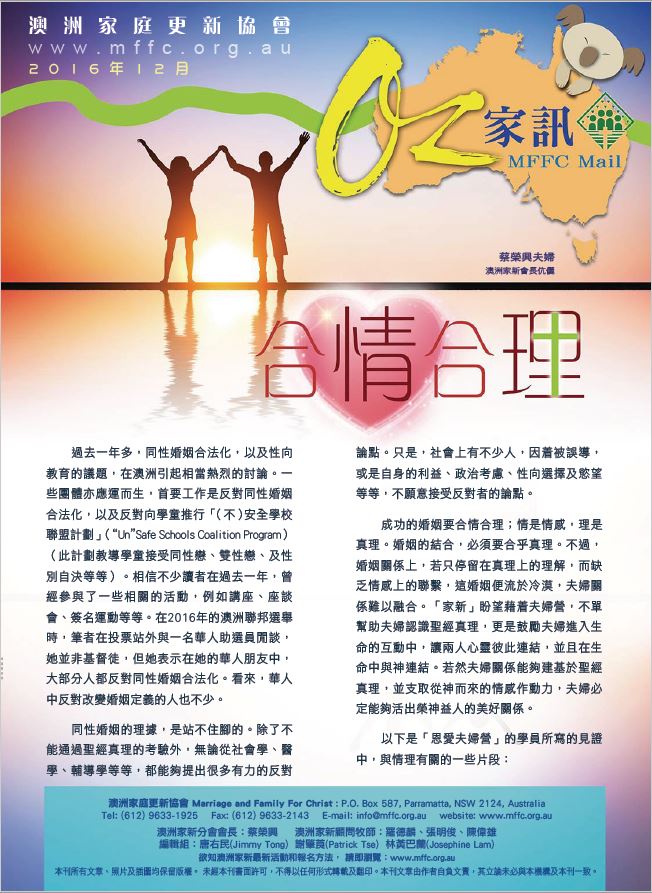 澳洲家庭更新協會
www.mffc.org.au
2016年12月
Oz家訊
MFFC Mail
蔡榮興夫婦
澳洲家新會長伉儷
合情合理
過去一年多，同性婚姻合法化，以及性向
教育的議題，在澳洲引起相當熱烈的討論。一
些團體亦應運而生，首要工作是反對同性婚姻
合法化，以及反對向學童推行「（不）安全學校
聯盟計劃」（“Un”Safe Schools Coalition Program）
（此計劃教導學童接受同性戀、雙性戀、及性
別自決等等）。相信不少讀者在過去一年，曾
經參與了一些相關的活動，例如講座、座談
會、簽名運動等等。在2016年的澳洲聯邦選舉
時，筆者在投票站外與一名華人助選員閒談，
她並非基督徒，但她表示在她的華人朋友中，
大部分人都反對同性婚姻合法化。看來，華人
中反對改變婚姻定義的人也不少。
同性婚姻的理據，是站不住腳的。除了不
能通過聖經真理的考驗外，無論從社會學、醫
學、輔導學等等，都能夠提出很多有力的反對
論點。只是，社會上有不少人，因着被誤導，
或是自身的利益、政治考慮、性向選擇及慾望
等等，不願意接受反對者的論點。
成功的婚姻要合情合理；情是情感，理是
真理。婚姻的結合，必須要合乎真理。不過，
婚姻關係上，若只停留在真理上的理解，而缺
乏情感上的聯繫，這婚姻便流於冷漠，夫婦關
係難以融合。「家新」盼望藉着夫婦營，不單
幫助夫婦認識聖經真理，更是鼓勵夫婦進入生
命的互動中，讓兩人心靈彼此連結，並且在生
命中與神連結。若然夫婦關係能夠建基於聖經
真理，並支取從神而來的情感作動力，夫婦必
定能夠活出榮神益人的美好關係。
以下是「恩愛夫婦營」的學員所寫的見證
中，與情理有關的一些片段：
澳洲家庭更新協會 Marriage and Family For Christ : P.O. Box 587, Parramatta, NSW 2124, Australia
Tel: (612) 9633-1925 Fax: (612) 9633-2143 E-mail: info@mffc.org.au website: www.mffc.org.au
澳洲家新分會會長：蔡榮興 澳洲家新顧問牧師：羅德麟、張明俊、陳偉雄
編輯組：唐右民(Jimmy Tong) 謝肇莨(Patrick Tse) 林黃巴蘭(Josephine Lam)
欲知澳洲家新最新活動和報名方法， 請即瀏覽：www.mffc.org.au
本刊所有文章、照片及插圖均保留版權。 未經本刊書面許可，不得以任何形式轉載及翻印。本刊文章由作者自負文責，其立論未必與本機構及本刊一致。